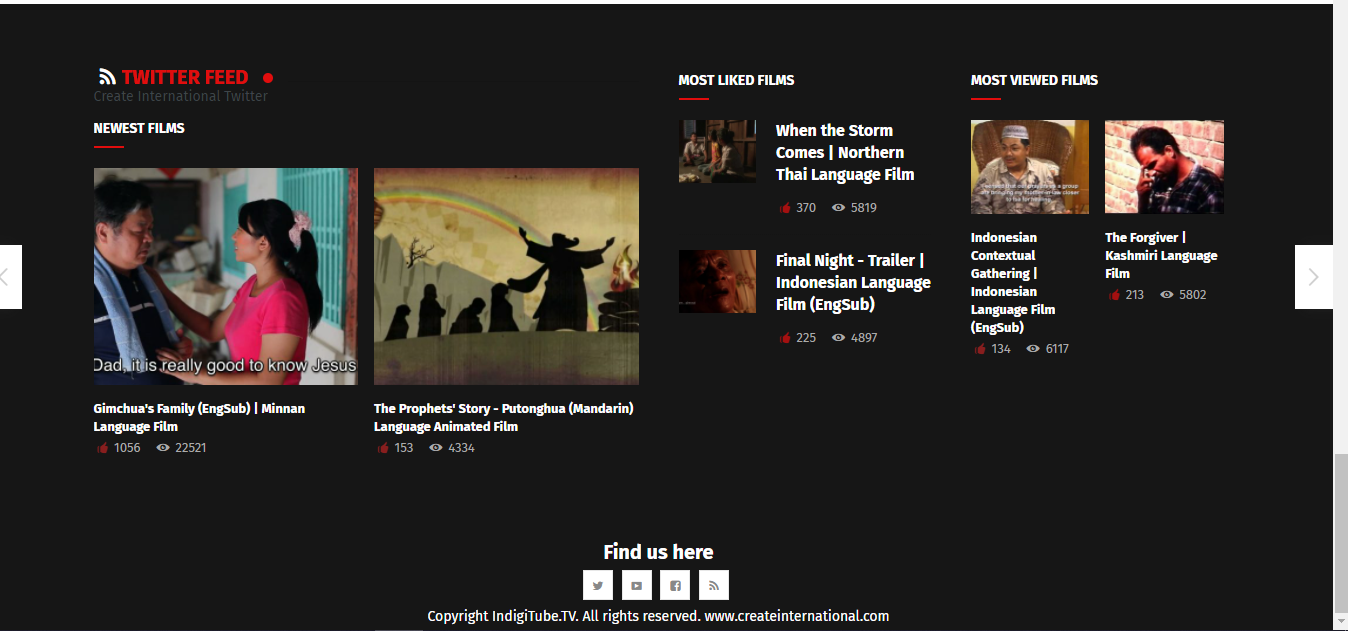 TWITTER FEED
Create International Twitter
NEWEST FILMS
Dad, it is really good to know Jesus
Gimchua's Family (EngSub) | Minnan
Language Film
1056 22521
The Prophets' Story - Putonghua (Mandarin)
Language Animated Film
153 4334
MOST LIKED FILMS
When the Storm
Comes | Northern
Thai Language Film
370 5819
Final Night - Trailer |
Indonesian Language
Film (EngSub)
225 4897
MOST VIEWED FILMS
Indonesian
Contextual
Gathering |
Indonesian
Language Film
(EngSub)
134 6117
The Forgiver |
Kashmiri Language
Film
213 5802
Find us here
Copyright IndigiTube.TV. All rights reserved. www.createinternational.com